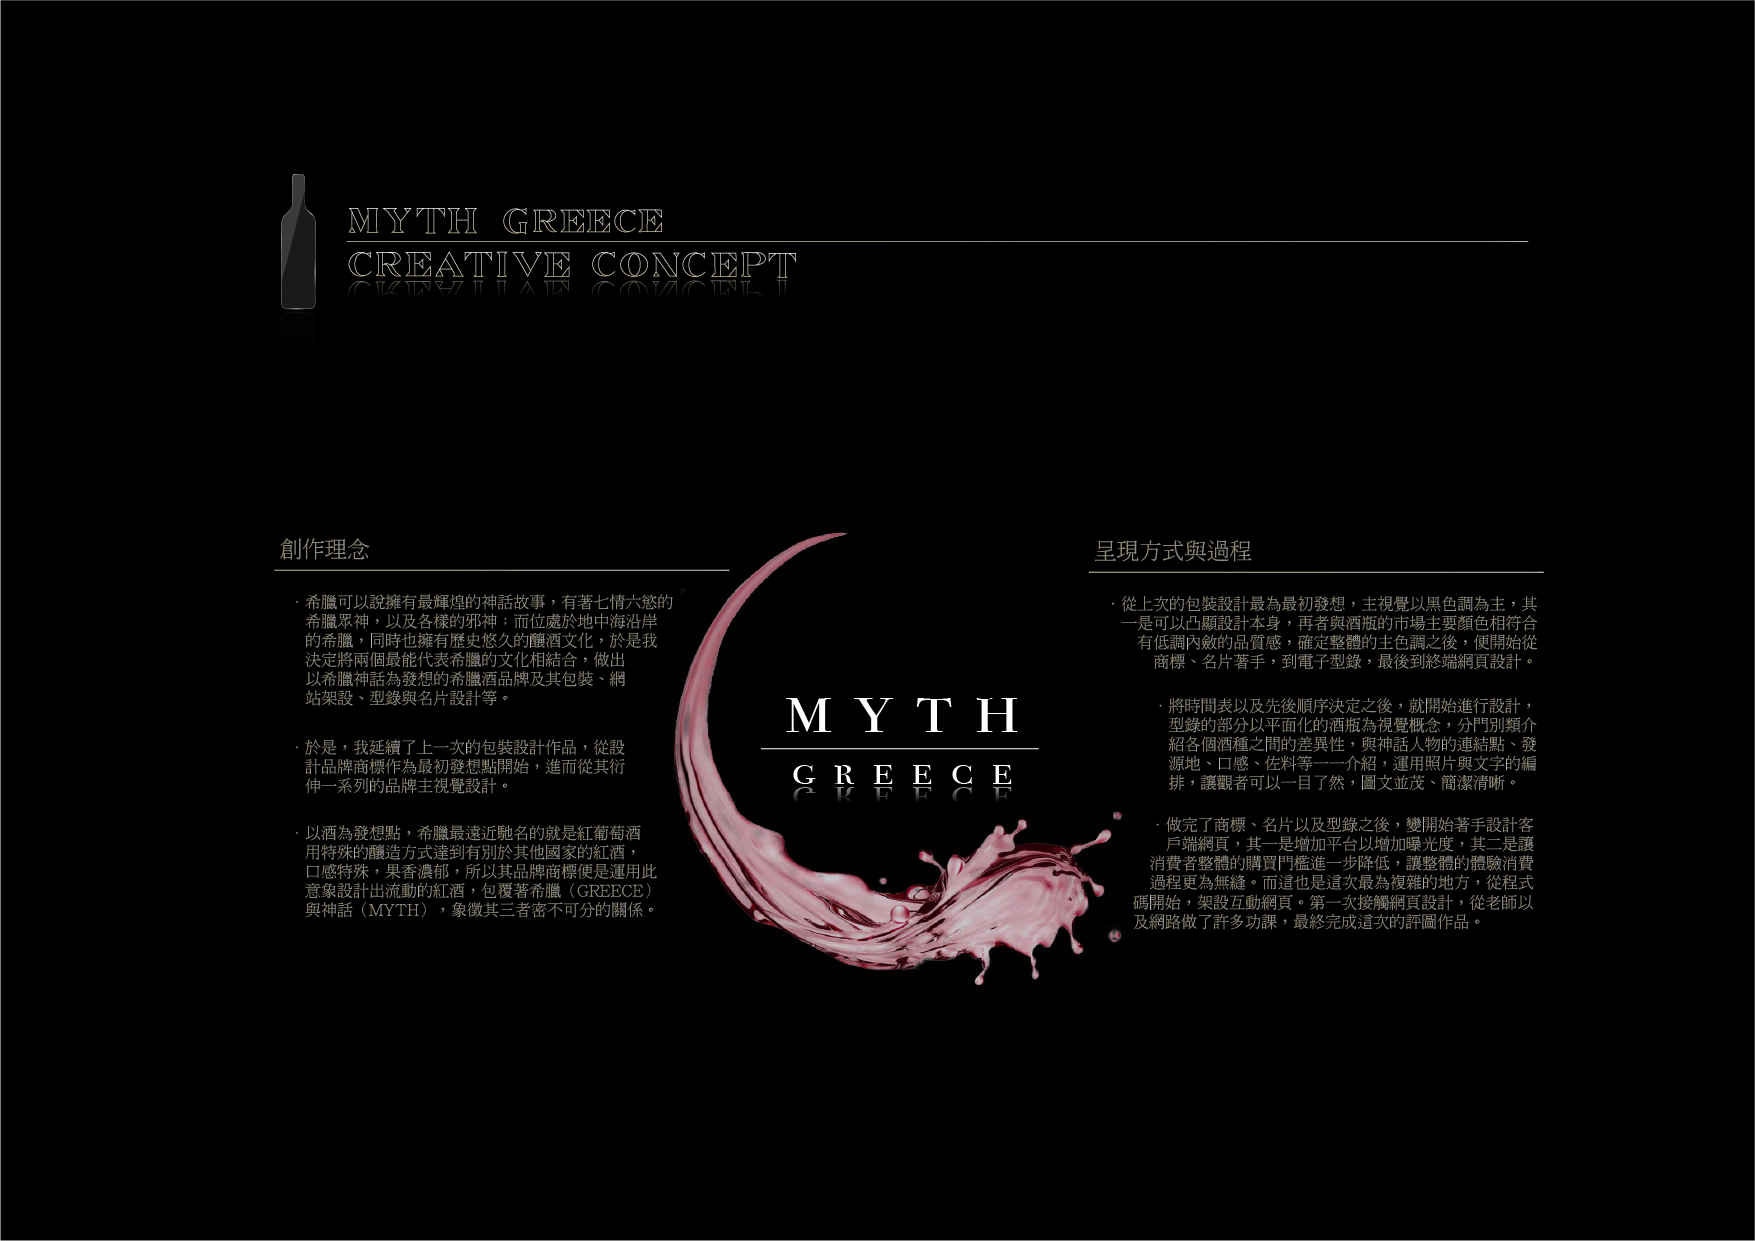 MYTH GREECE
CREATIVE CONCEPT
創作理念
·希臘可以說擁有最輝煌的神話故事，有著七情六慾的
希臘眾神，以及各樣的邪神；而位處於地中海沿岸
的希臘，同時也擁有歷史悠久的釀酒文化，於是我
決定將兩個最能代表希臘的文化相結合，做出
以希臘神話為發想的希臘酒品牌及其包裝、網
站架設、型錄與名片設計等。
·於是，我延續了上一次的包裝設計作品，從設
計品牌商標作為最初發想點開始，進而從其衍
伸一系列的品牌主視覺設計。
·以酒為發想點，希臘最遠近馳名的就是紅葡萄酒
用特殊的釀造方式達到有別於其他國家的紅酒，
口感特殊，果香濃郁，所以其品牌商標便是運用此
意象設計出流動的紅酒，包覆著希臘（GREECE）
與神話（MYTH），象徵其三者密不可分的關係。
MYTH
GREECE
呈現方式與過程
·從上次的包裝設計最為最初發想，主視覺以黑色調為主，其
一是可以凸顯設計本身，再者與酒瓶的市場主要顏色相符合
有低調內斂的品質感，確定整體的主色調之後，便開始從
商標、名片著手，到電子型錄，最後到終端網頁設計。
·將時間表以及先後順序決定之後，就開始進行設計，
型錄的部分以平面化的酒瓶為視覺概念，分門別類介
紹各個酒種之間的差異性，與神話人物的連結點、發
源地、口感、佐料等一一介紹，運用照片與文字的編
排，讓觀者可以一目了然，圖文並茂、簡潔清晰。
·做完了商標、名片以及型錄之後，變開始著手設計客
戶端網頁，其一是增加平台以增加曝光度，其二是讓
消費者整體的購買門檻進一步降低，讓整體的體驗消費
過程更為無縫。而這也是這次最為複雜的地方，從程式
碼開始，架設互動網頁。第一次接觸網頁設計，從老師以
及網路做了許多功課，最終完成這次的評圖作品。